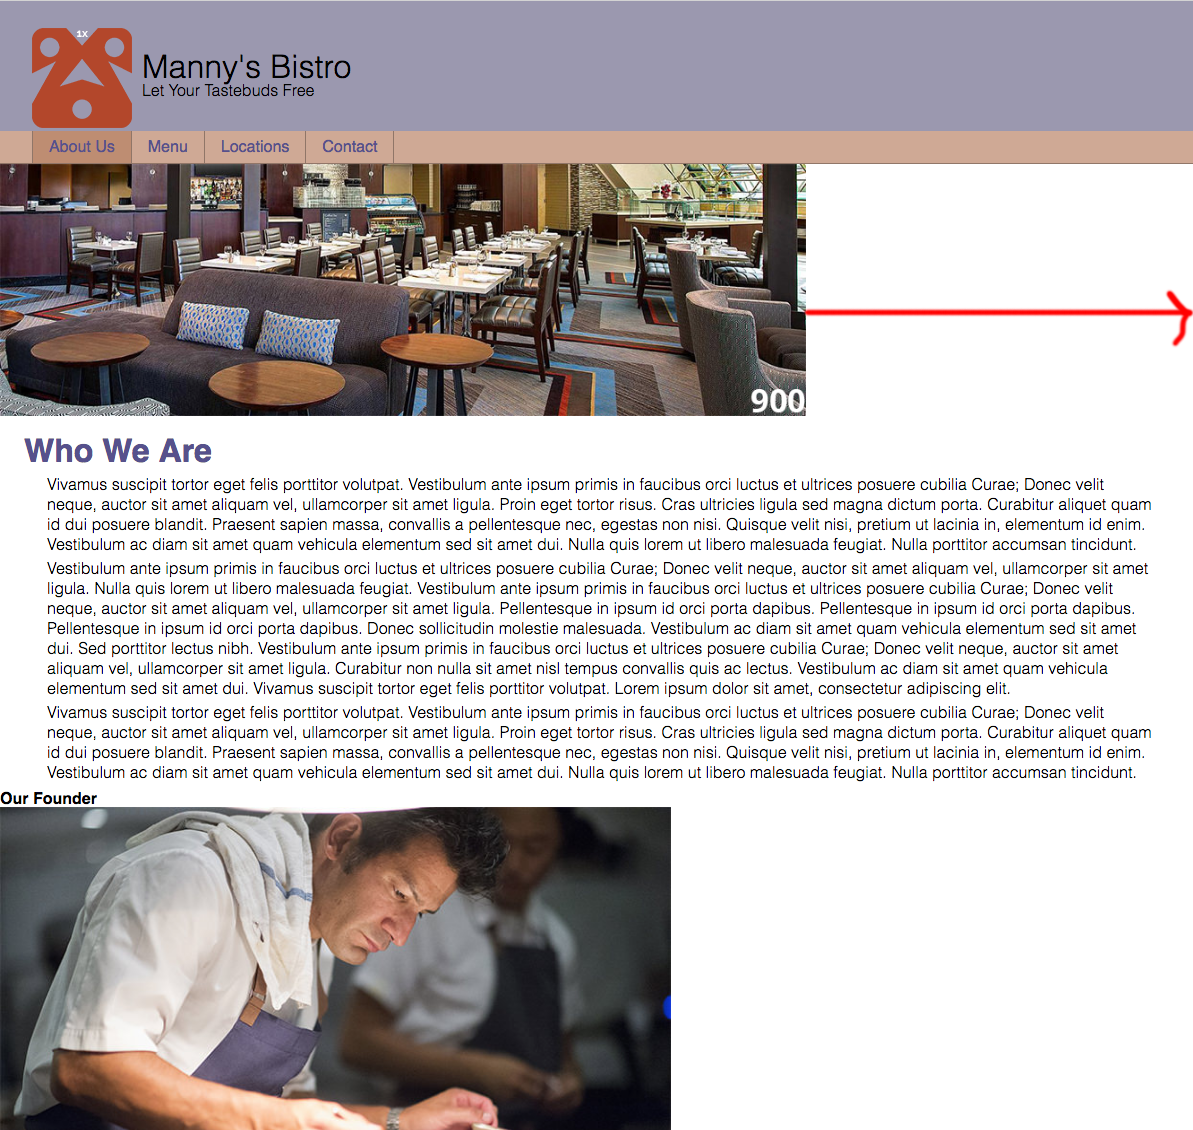 1x
Manny's Bistro
Let Your Tastebuds Free
About Us Menu Locations Contact
900
Who We Are
Vivamus suscipit tortor eget felis porttitor volutpat. Vestibulum ante ipsum primis in faucibus orci luctus et ultrices posuere cubilia Curae; Donec velit
neque, auctor sit amet aliquam vel, ullamcorper sit amet ligula. Proin eget tortor risus. Cras ultricies ligula sed magna dictum porta. Curabitur aliquet quam
id dui posuere blandit. Praesent sapien massa, convallis a pellentesque nec, egestas non nisi. Quisque velit nisi, pretium ut lacinia in, elementum id enim.
Vestibulum ac diam sit amet quam vehicula elementum sed sit amet dui. Nulla quis lorem ut libero malesuada feugiat. Nulla porttitor accumsan tincidunt.
Vestibulum ante ipsum primis in faucibus orci luctus et ultrices posuere cubilia Curae; Donec velit neque, auctor sit amet aliquam vel, ullamcorper sit amet
ligula. Nulla quis lorem ut libero malesuada feugiat. Vestibulum ante ipsum primis in faucibus orci luctus et ultrices posuere cubilia Curae; Donec velit
neque, auctor sit amet aliquam vel, ullamcorper sit amet ligula. Pellentesque in ipsum id orci porta dapibus. Pellentesque in ipsum id orci porta dapibus.
Pellentesque in ipsum id orci porta dapibus. Donec sollicitudin molestie malesuada. Vestibulum ac diam sit amet quam vehicula elementum sed sit amet
dui. Sed porttitor lectus nibh. Vestibulum ante ipsum primis in faucibus orci luctus et ultrices posuere cubilia Curae; Donec velit neque, auctor sit amet
aliquam vel, ullamcorper sit amet ligula. Curabitur non nulla sit amet nisl tempus convallis quis ac lectus. Vestibulum ac diam sit amet quam vehicula
elementum sed sit amet dui. Vivamus suscipit tortor eget felis porttitor volutpat. Lorem ipsum dolor sit amet, consectetur adipiscing elit.
Vivamus suscipit tortor eget felis porttitor volutpat. Vestibulum ante ipsum primis in faucibus orci luctus et ultrices posuere cubilia Curae; Donec velit
neque, auctor sit amet aliquam vel, ullamcorper sit amet ligula. Proin eget tortor risus. Cras ultricies ligula sed magna dictum porta. Curabitur aliquet quam
id dui posuere blandit. Praesent sapien massa, convallis a pellentesque nec, egestas non nisi. Quisque velit nisi, pretium ut lacinia in, elementum id enim.
Vestibulum ac diam sit amet quam vehicula elementum sed sit amet dui. Nulla quis lorem ut libero malesuada feugiat. Nulla porttitor accumsan tincidunt.
Our Founder